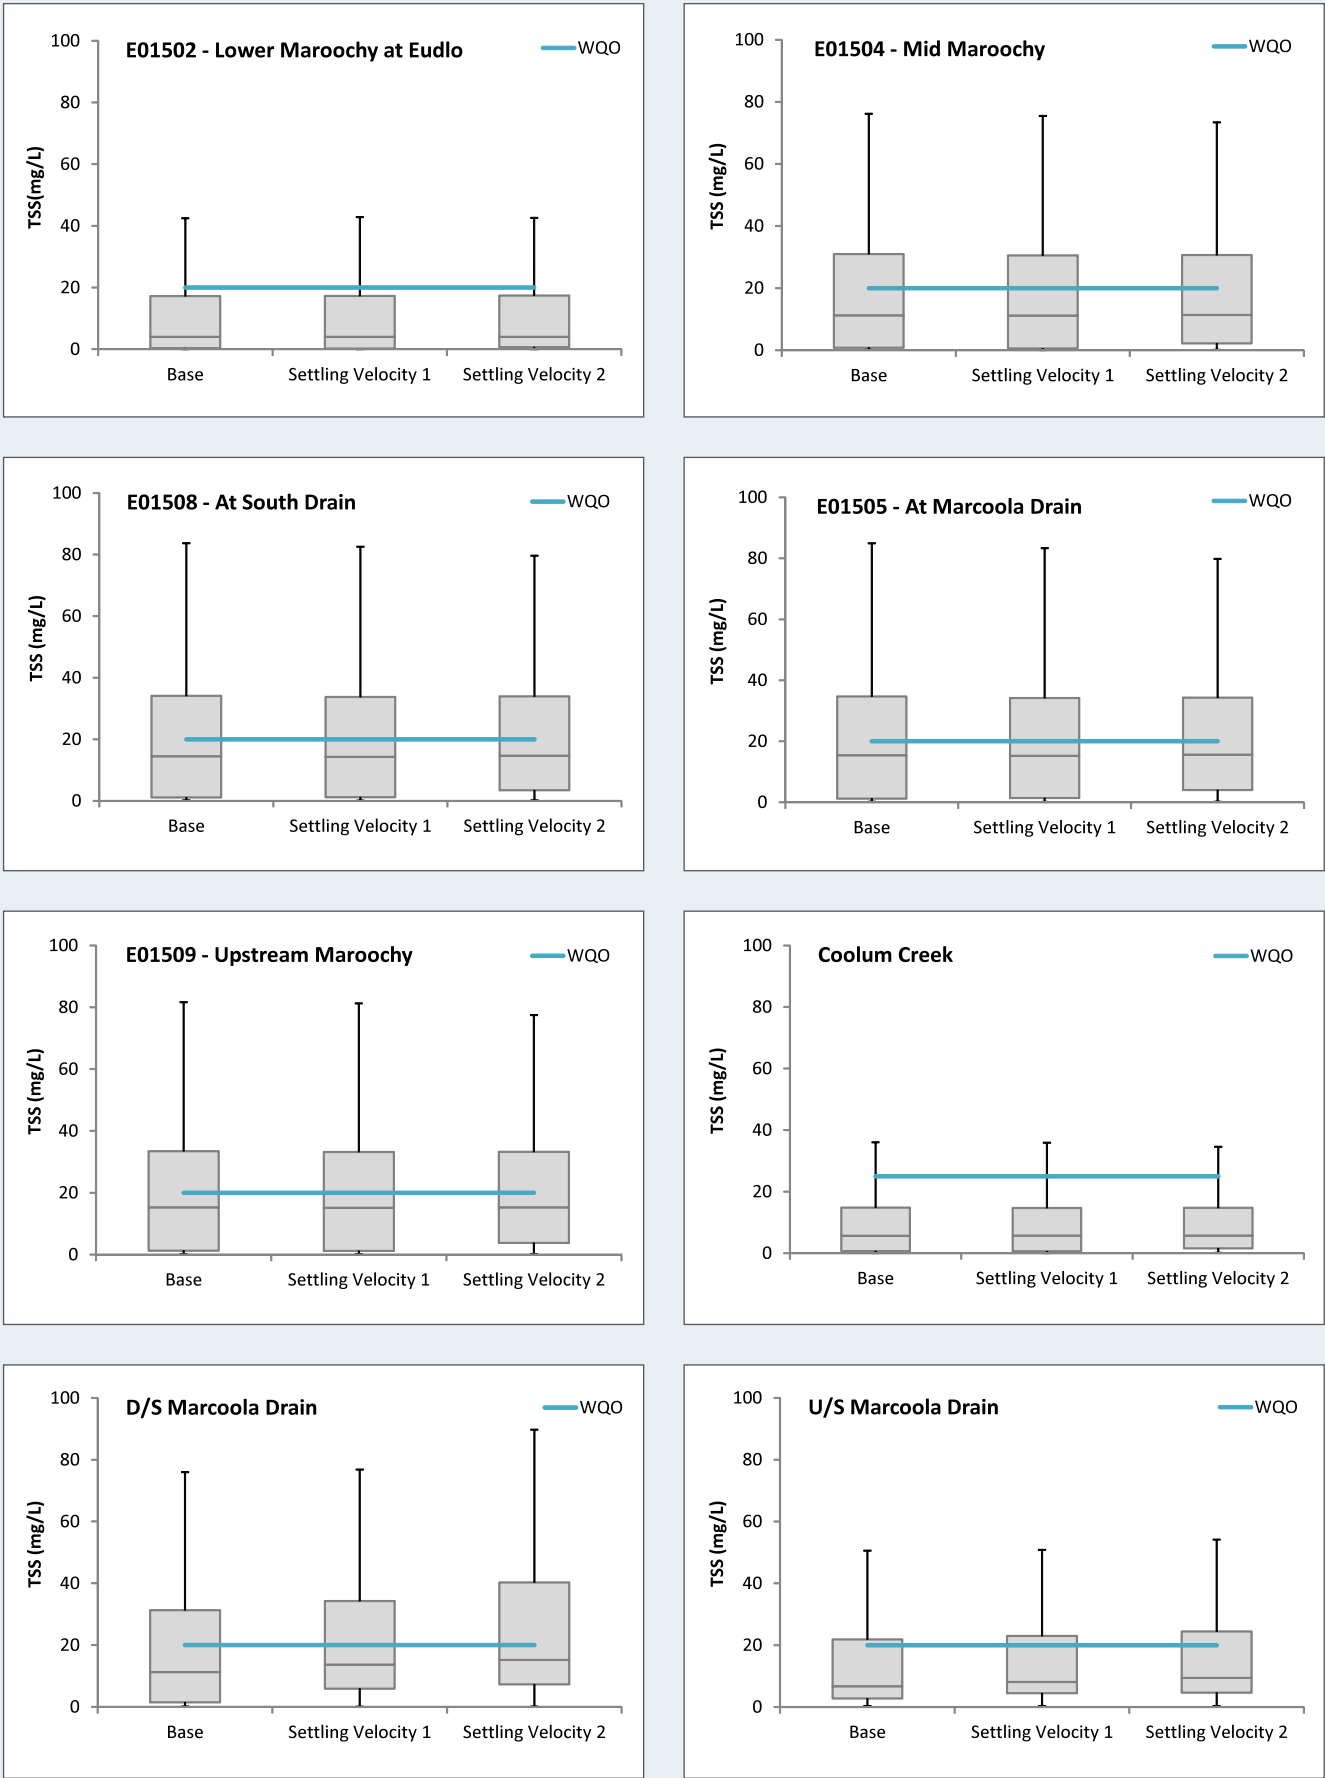 E01502 - Lower Maroochy at Eudlo
WQO
100
80
60
40
20
0
TSS(mg/L)
Base
Settling Velocity 1
Settling Velocity 2
E01504 - Mid Maroochy
WQO
100
80
60
40
20
0
TSS (mg/L)
Base
Settling Velocity 1
Settling Velocity 2
E01508 - At South Drain
WQO
100
80
60
40
20
0
TSS (mg/L)
Base
Settling Velocity 1
Settling Velocity 2
E01505 - At Marcoola Drain
WQO
100
80
60
40
20
0
TSS (mg/L)
Base
Settling Velocity 1
Settling Velocity 2
E01509 - Upstream Maroochy
WQO
100
80
60
40
20
0
TSS (mg/L)
Base
Settling Velocity 1
Settling Velocity 2
Coolum Creek
WQO
100
80
60
40
20
0
TSS (mg/L)
Base
Settling Velocity 1
Settling Velocity 2
D/S Marcoola Drain
WQO
100
80
60
40
20
0
TSS (mg/L)
Base
Settling Velocity 1
Settling Velocity 2
U/S Marcoola Drain
WQO
100
80
60
40
20
0
TSS (mg/L)
Base
Settling Velocity 1
Settling Velocity 2